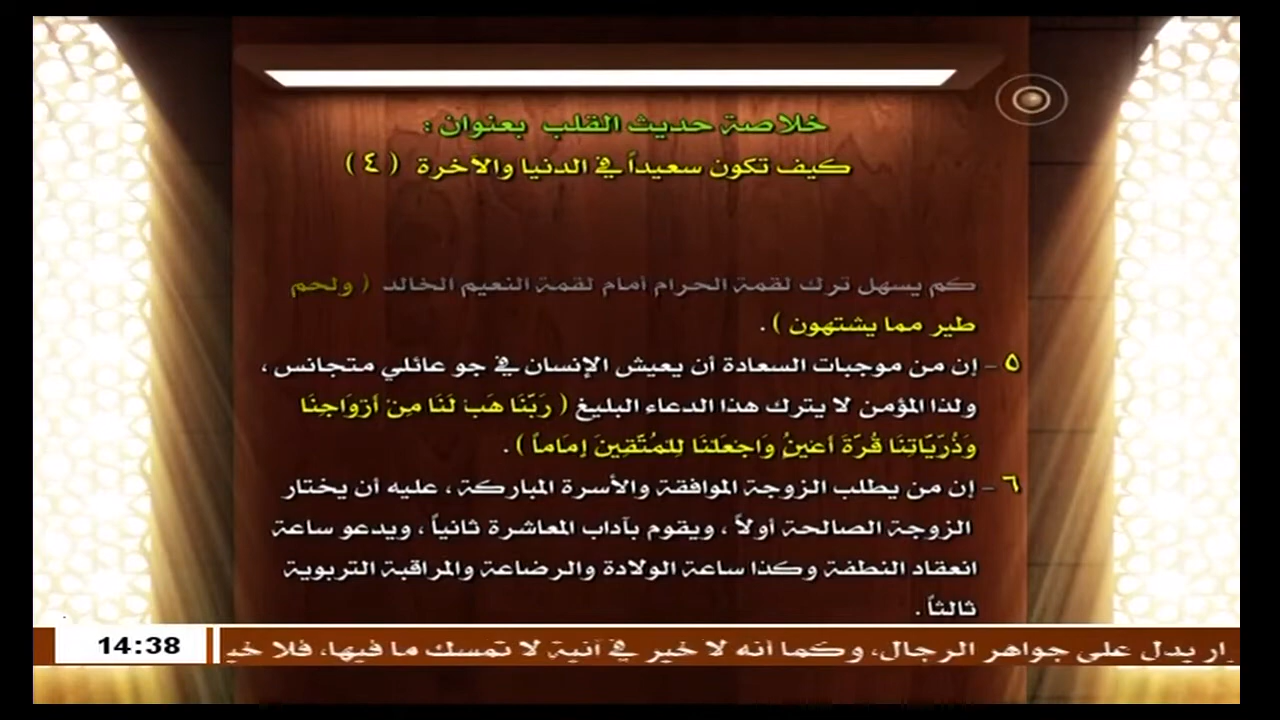 خلاصة حديث القلب بعنوان :
كيف تكون سعيداً في الدنيا والآخرة ( ٤ )
كم يسهل ترك لقمة الحرام أمام لقمة النعيم الخالد ( ولحم
طير مما يشتهون ) .
٥ - إن من موجبات السعادة أن يعيش الإنسان في جو عائلي متجانس ،
ولذا المؤمن لا يترك هذا الدعاء البليغ ( رَبَّنَا هَبْ لَنَا مِنْ أَزْوَاجِنَا
وَذُرِّيَّاتِنَا قُرَّةَ أَعْيُنٍ وَاجْعَلْنَا لِلْمُتَّقِينَ إِمَاماً ) .
٦ - إن من يطلب الزوجة الموافقة والأسرة المباركة ، عليه أن يختار
الزوجة الصالحة أولاً ، ويقوم بآداب المعاشرة ثانياً ، ويدعو ساعة
انعقاد النطفة وكذا ساعة الولادة والرضاعة والمراقبة التربوية
ثالثاً .
يدل على جواهر الرجال، وكما أنه لا خير في آنية لا تمسك ما فيها، فلا
14:38